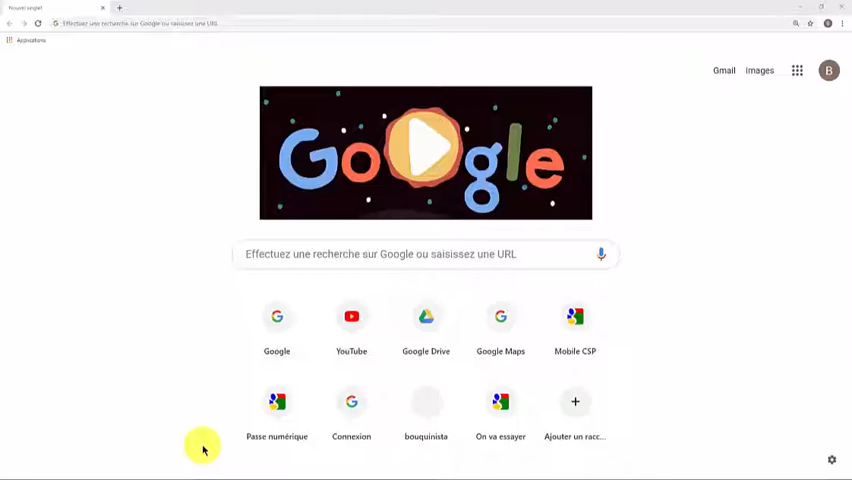 Nouvel onglet
Effectuez une recherche sur Google ou saisissez une URL
B
Applications
Gmail Images B
Google
Effectuez une recherche sur Google ou saisissez une URL
Google YouTube Google Drive Google Maps Mobile CSP
Passe numérique Connexion bouquinista On va essayer Ajouter un racc...